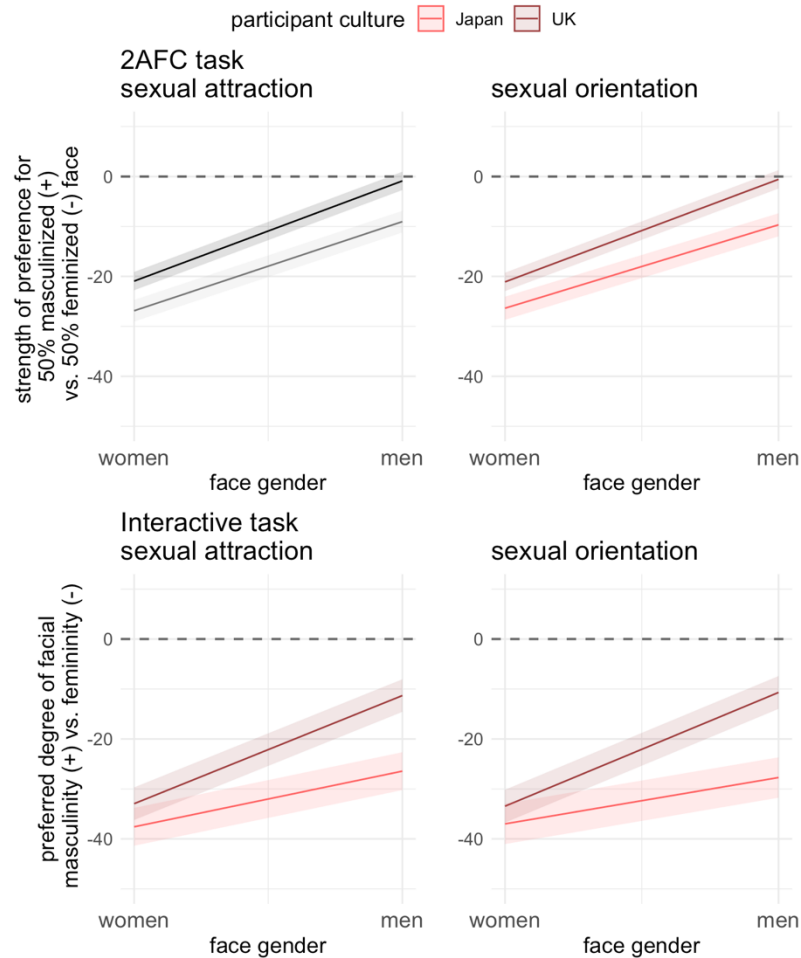 participant culture Japan UK
2AFC task
sexual attraction
sexual orientation
strength of preference for
50% masculinized (+)
vs. 50% feminized (-) face
0
-20
-40
women men
face gender
0
-20
-40
women men
face gender
Interactive task
sexual attraction
sexual orientation
preferred degree of facial
masculinity (+) vs. femininity (-)
0
-20
-40
women men
face gender
0
-20
-40
women men
face gender